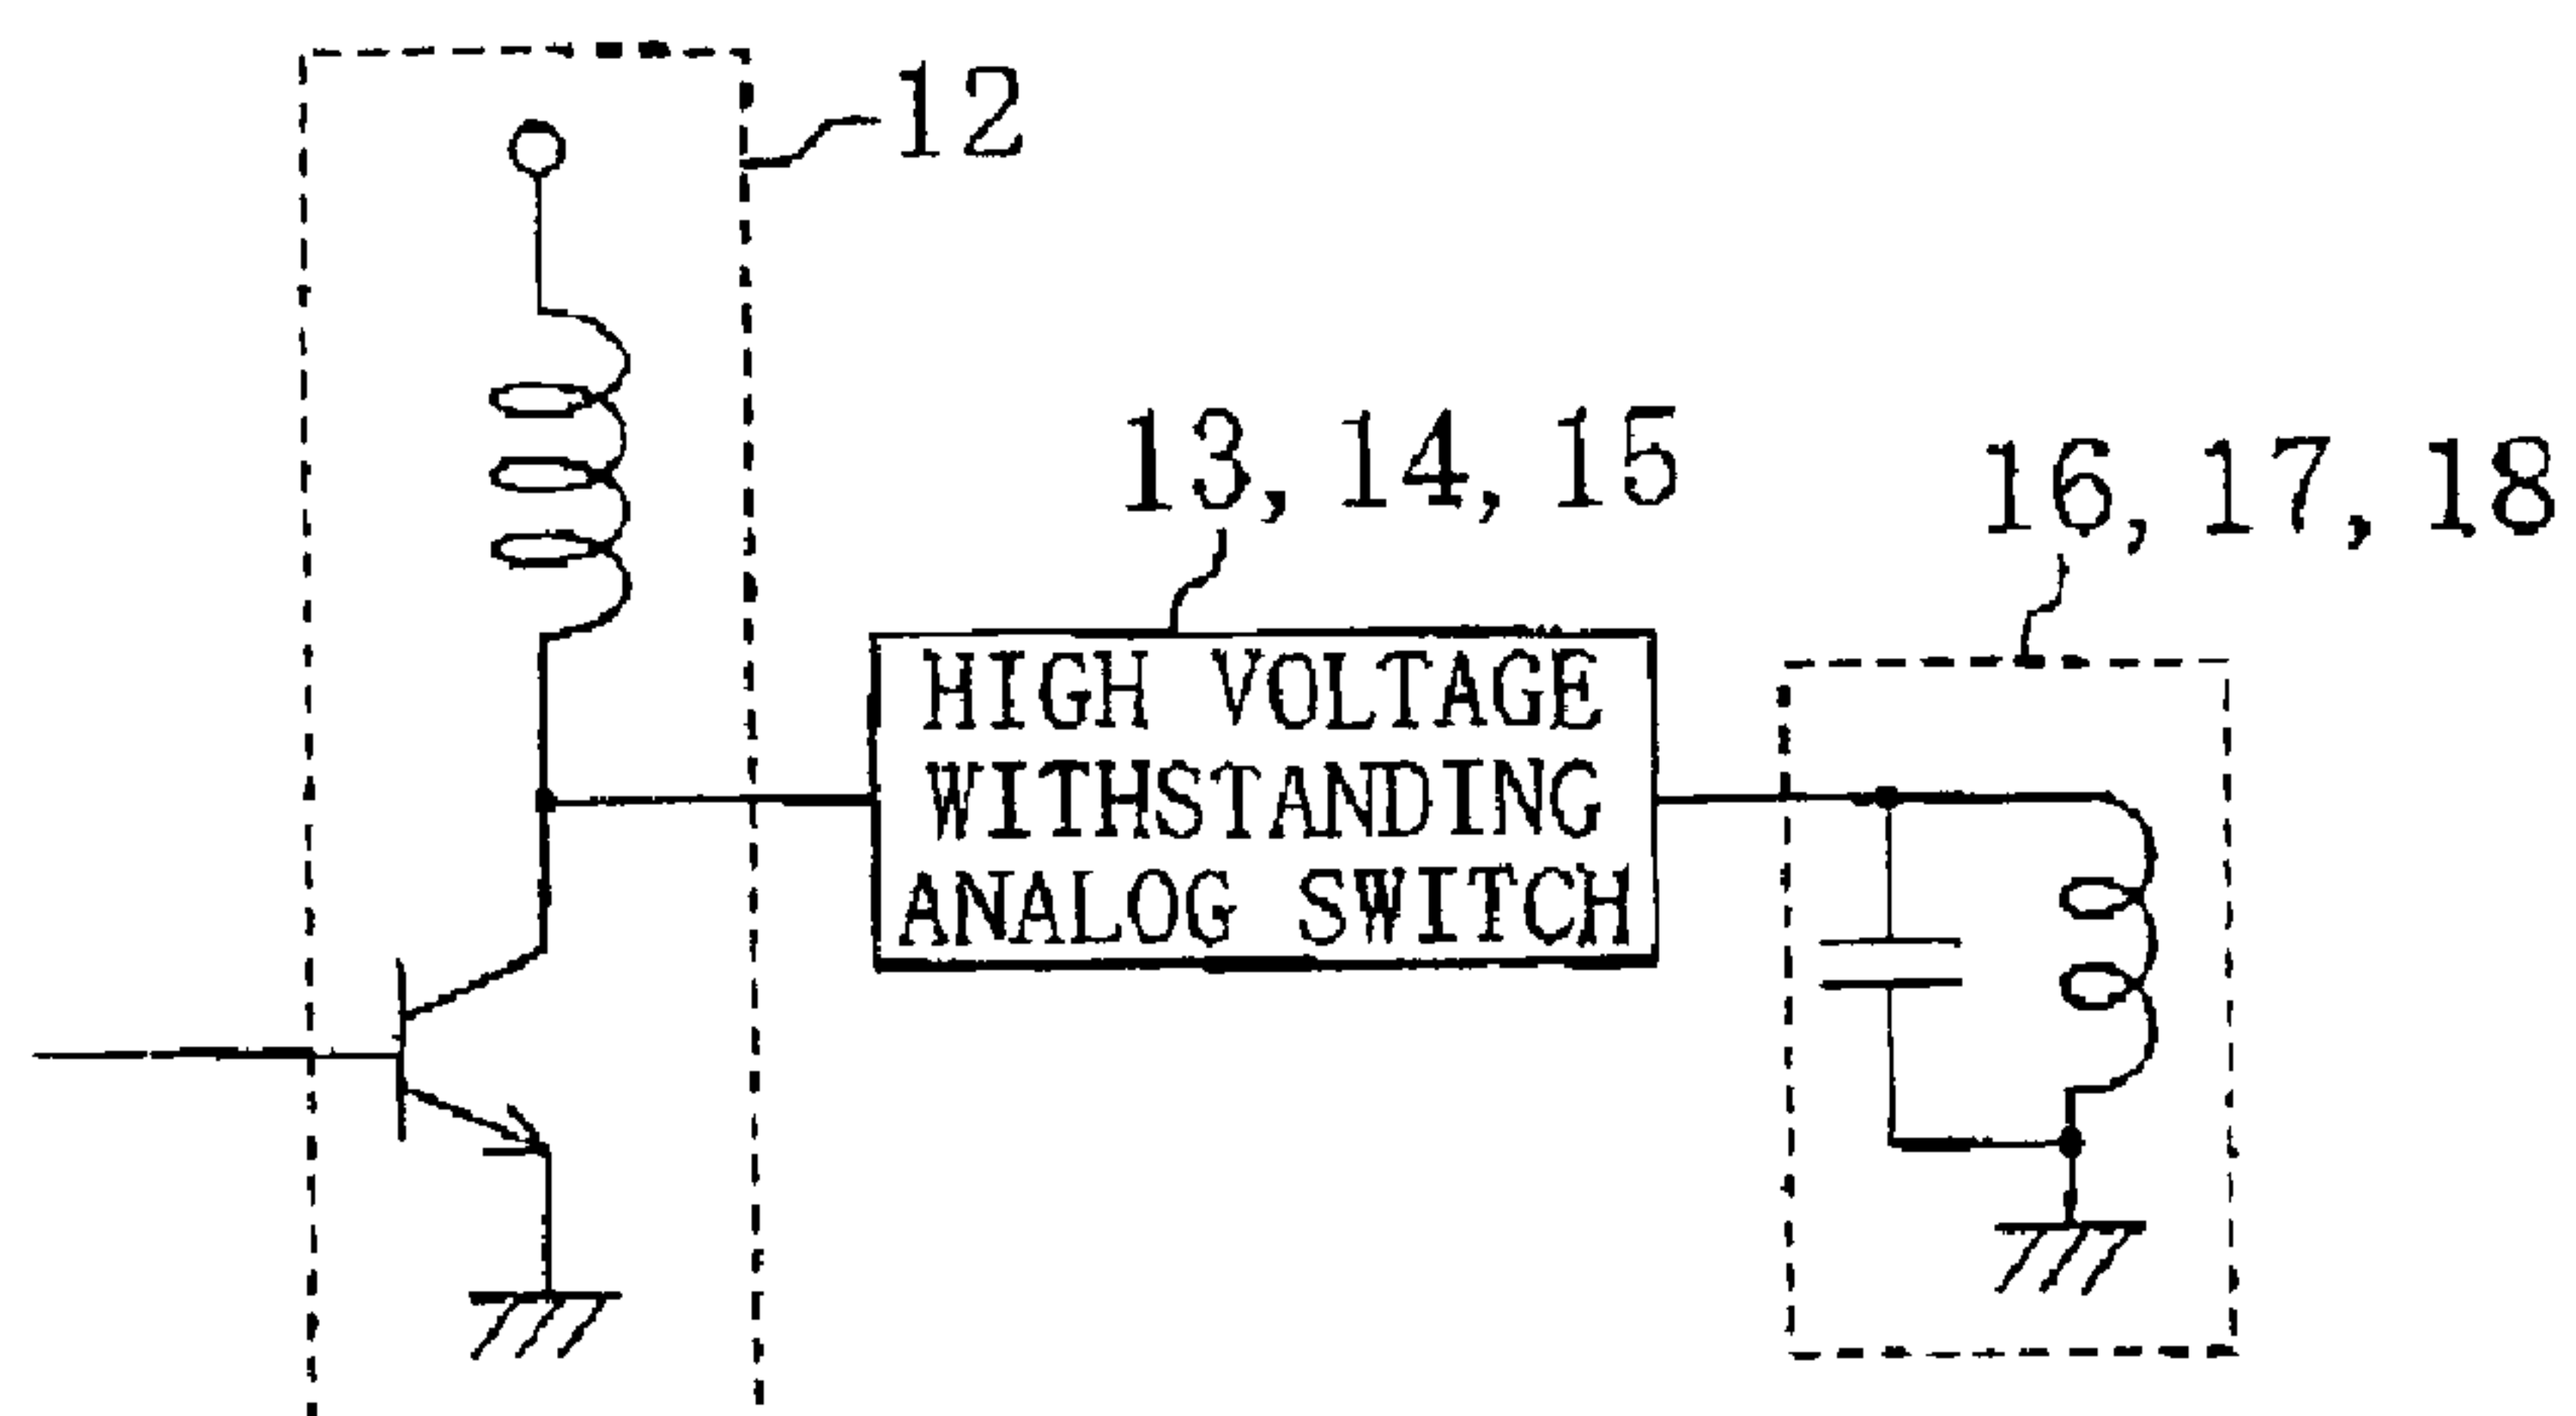 12
13, 14, 15
16, 17, 18
HIGH VOLTAGE
WITHSTANDING
ANALOG SWITCH